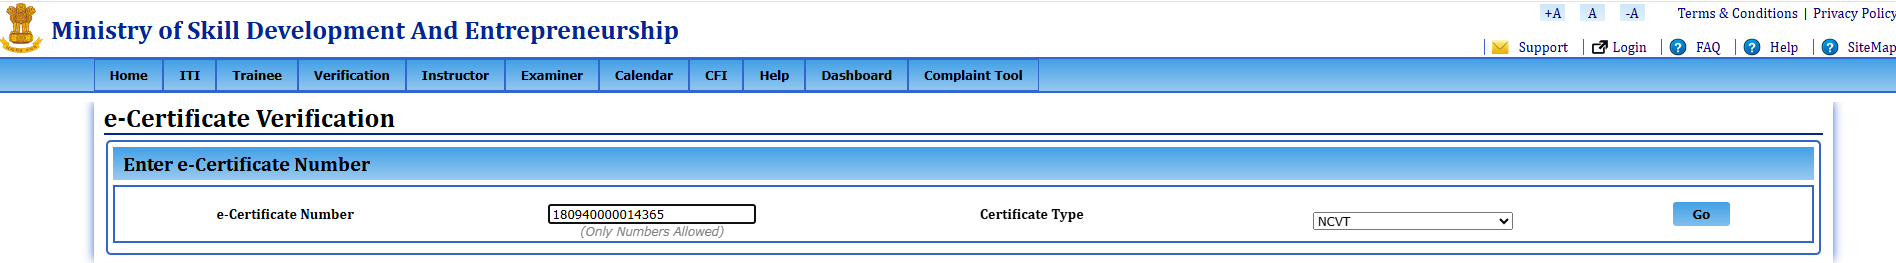 +A A -A Terms & Conditions | Privacy Policy
Ministry of Skill Development And Entrepreneurship
Support Login FAQ Help SiteMap
Home ITI Trainee Verification Instructor Examiner Calendar CFI Help Dashboard Complaint Tool
e-Certificate Verification
Enter e-Certificate Number
e-Certificate Number 180940000014365 Certificate Type NCVT Go
(Only Numbers Allowed)